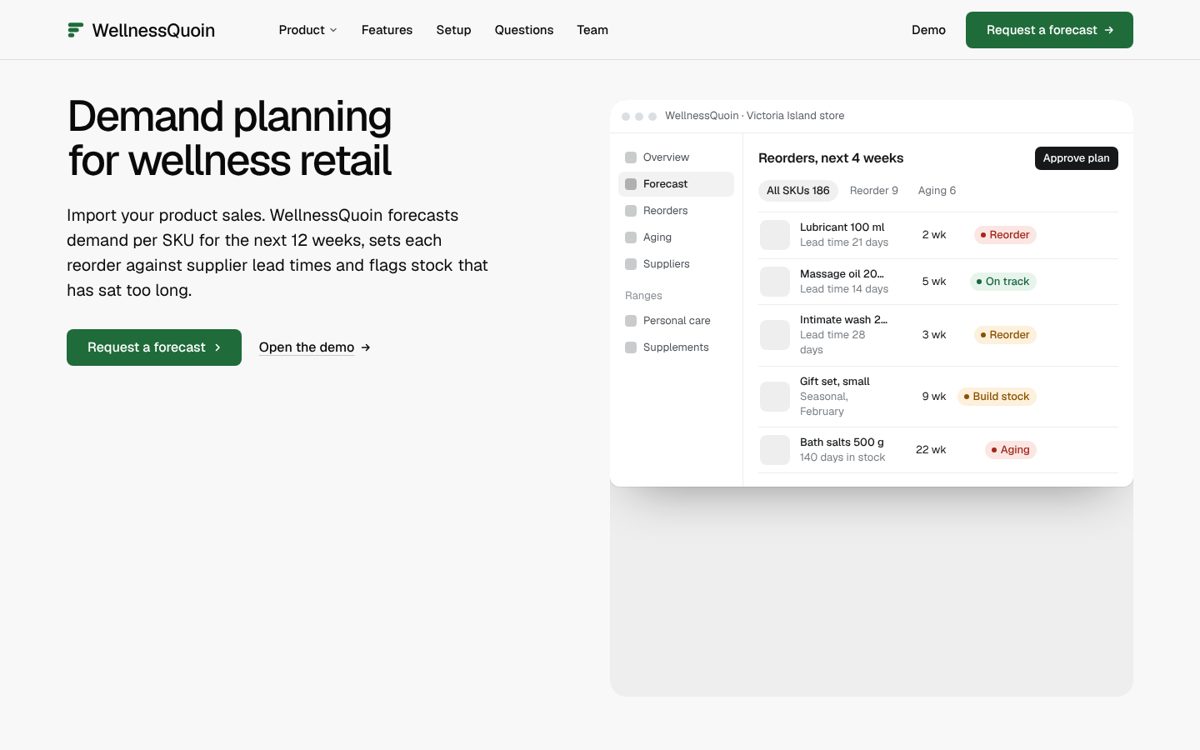 WellnessQuoin
Product
Features
Setup
Questions
Team
Demo
Request a forecast →
Demand planning
for wellness retail
Import your product sales. WellnessQuoin forecasts
demand per SKU for the next 12 weeks, sets each
reorder against supplier lead times and flags stock that
has sat too long.
Request a forecast
Open the demo →
WellnessQuoin · Victoria Island store
Overview
Forecast
Reorders
Aging
Suppliers
Ranges
Personal care
Supplements
Reorders, next 4 weeks
Approve plan
All SKUs 186
Reorder 9
Aging 6
Lubricant 100 ml
Lead time 21 days
2 wk
Reorder
Massage oil 20…
Lead time 14 days
5 wk
On track
Intimate wash 2…
Lead time 28
days
3 wk
Reorder
Gift set, small
Seasonal,
February
9 wk
Build stock
Bath salts 500 g
140 days in stock
22 wk
Aging